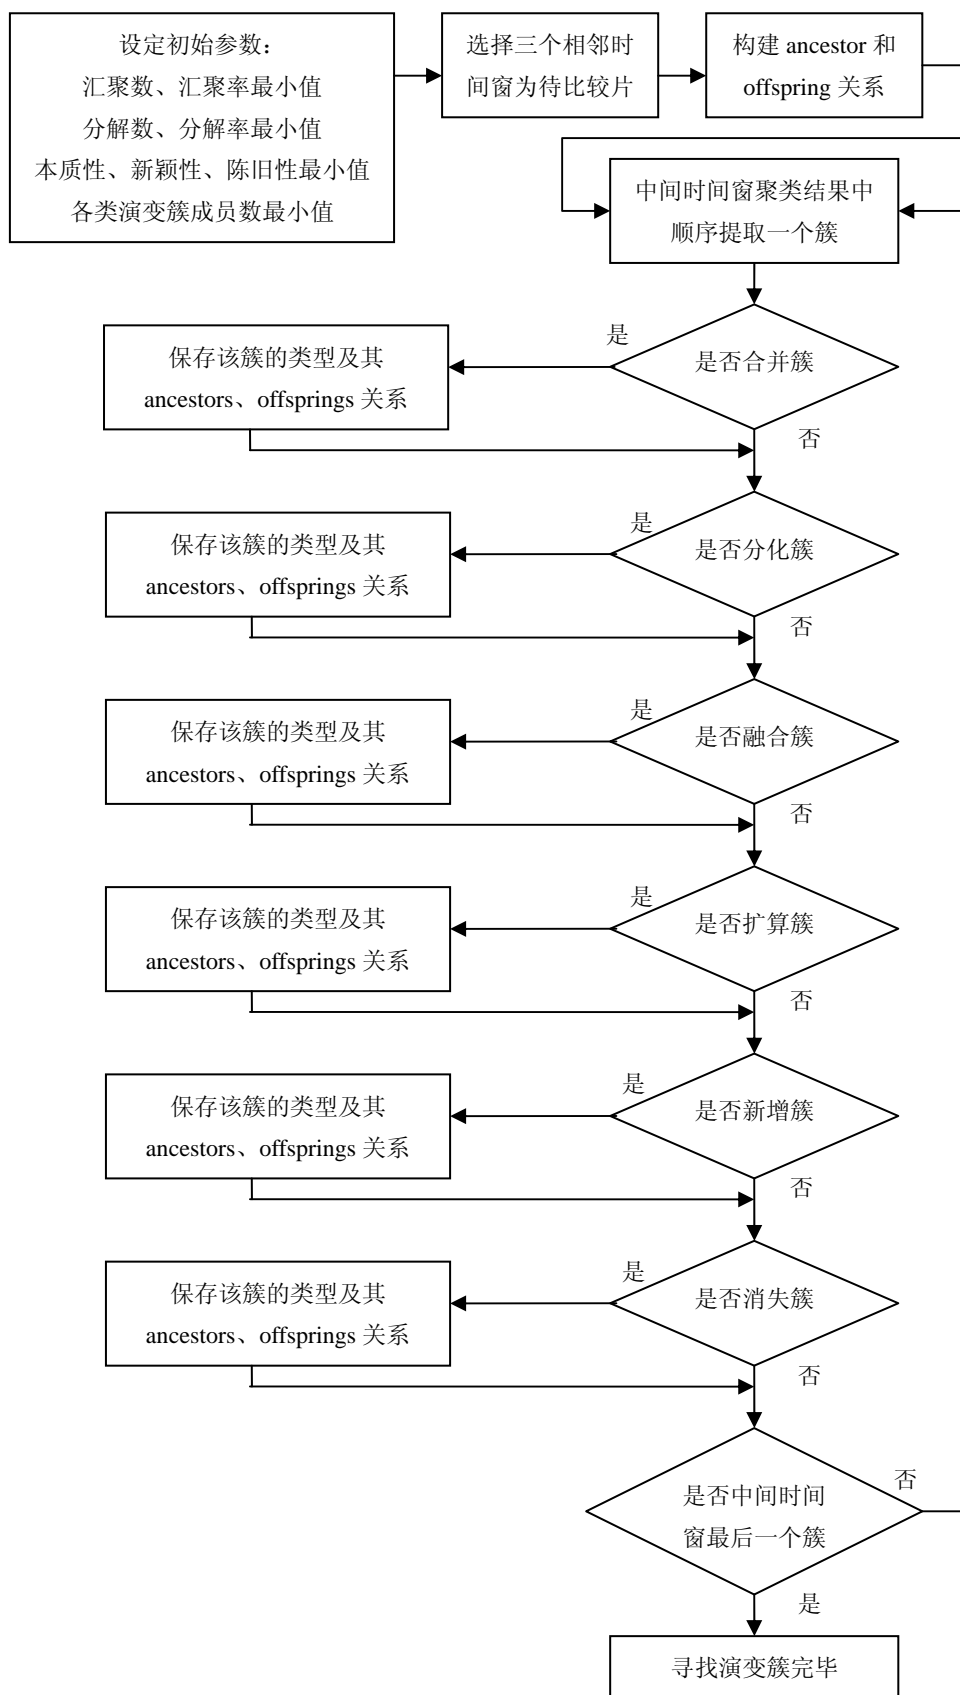 设定初始参数：
汇聚数、汇聚率最小值
分解数、分解率最小值
本质性、新颖性、陈旧性最小值
各类演变簇成员数最小值
选择三个相邻时
间窗为待比较片
构建 ancestor 和
offspring 关系
中间时间窗聚类结果中
顺序提取一个簇
是否合并簇
是
否
保存该簇的类型及其
ancestors、offsprings 关系
是否分化簇
是
否
保存该簇的类型及其
ancestors、offsprings 关系
是否融合簇
是
否
保存该簇的类型及其
ancestors、offsprings 关系
是否扩算簇
是
否
保存该簇的类型及其
ancestors、offsprings 关系
是否新增簇
是
否
保存该簇的类型及其
ancestors、offsprings 关系
是否消失簇
是
否
保存该簇的类型及其
ancestors、offsprings 关系
是否中间时间
窗最后一个簇
否
是
寻找演变簇完毕